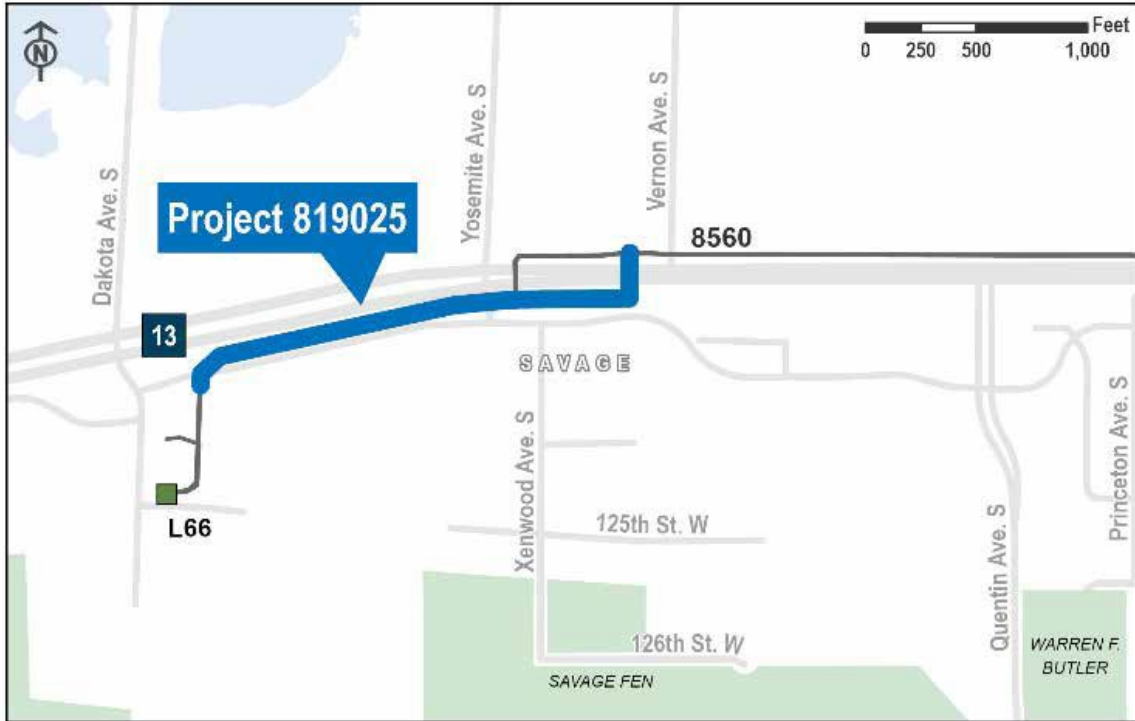 N
Feet
0 250 500 1,000
Dakota Ave. S
Yosemite Ave. S
Vernon Ave. S
Project 819025
8560
13
SAVAGE
L66
Xenwood Ave. S
125th St. W
Quentin Ave. S
Princeton Ave. S
126th St. W
SAVAGE FEN
WARREN F.
BUTLER